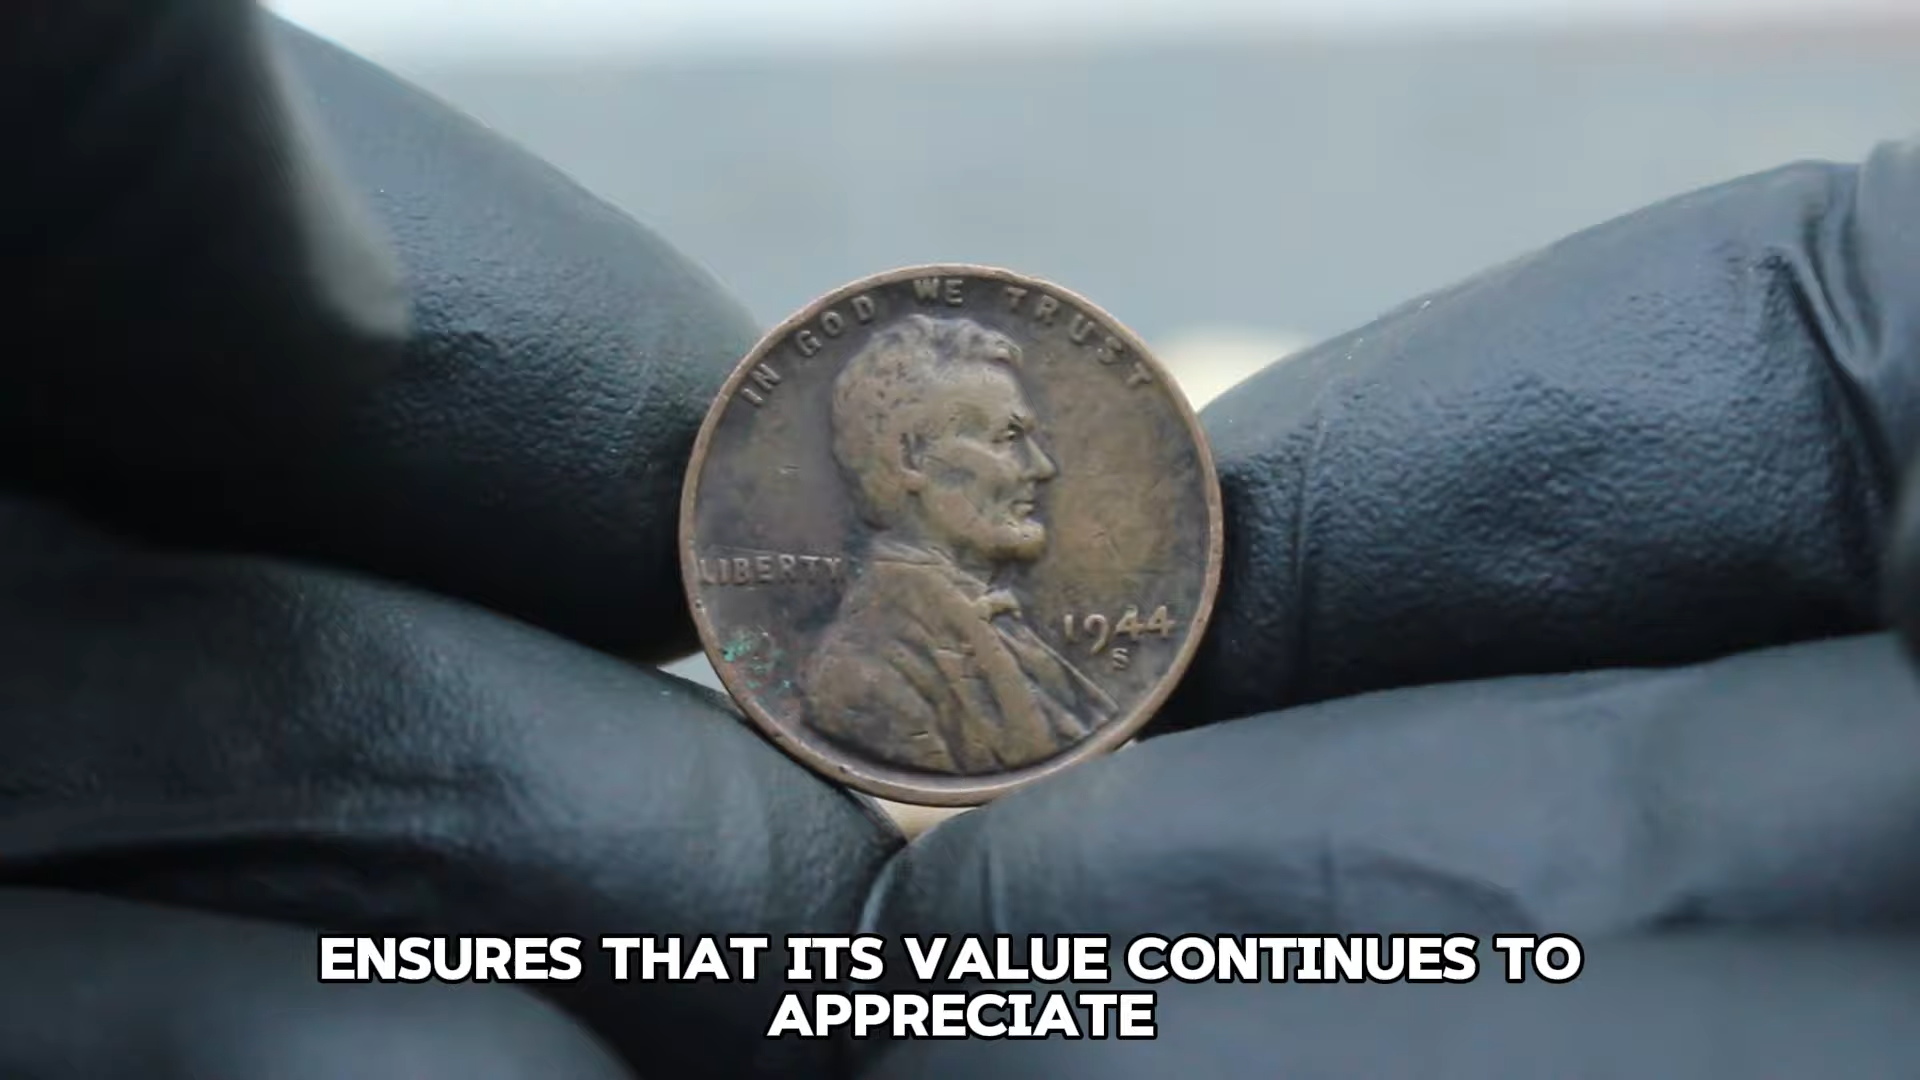 IN GOD WE TRUST
LIBERTY
1944
S
ENSURES THAT ITS VALUE CONTINUES TO
APPRECIATE